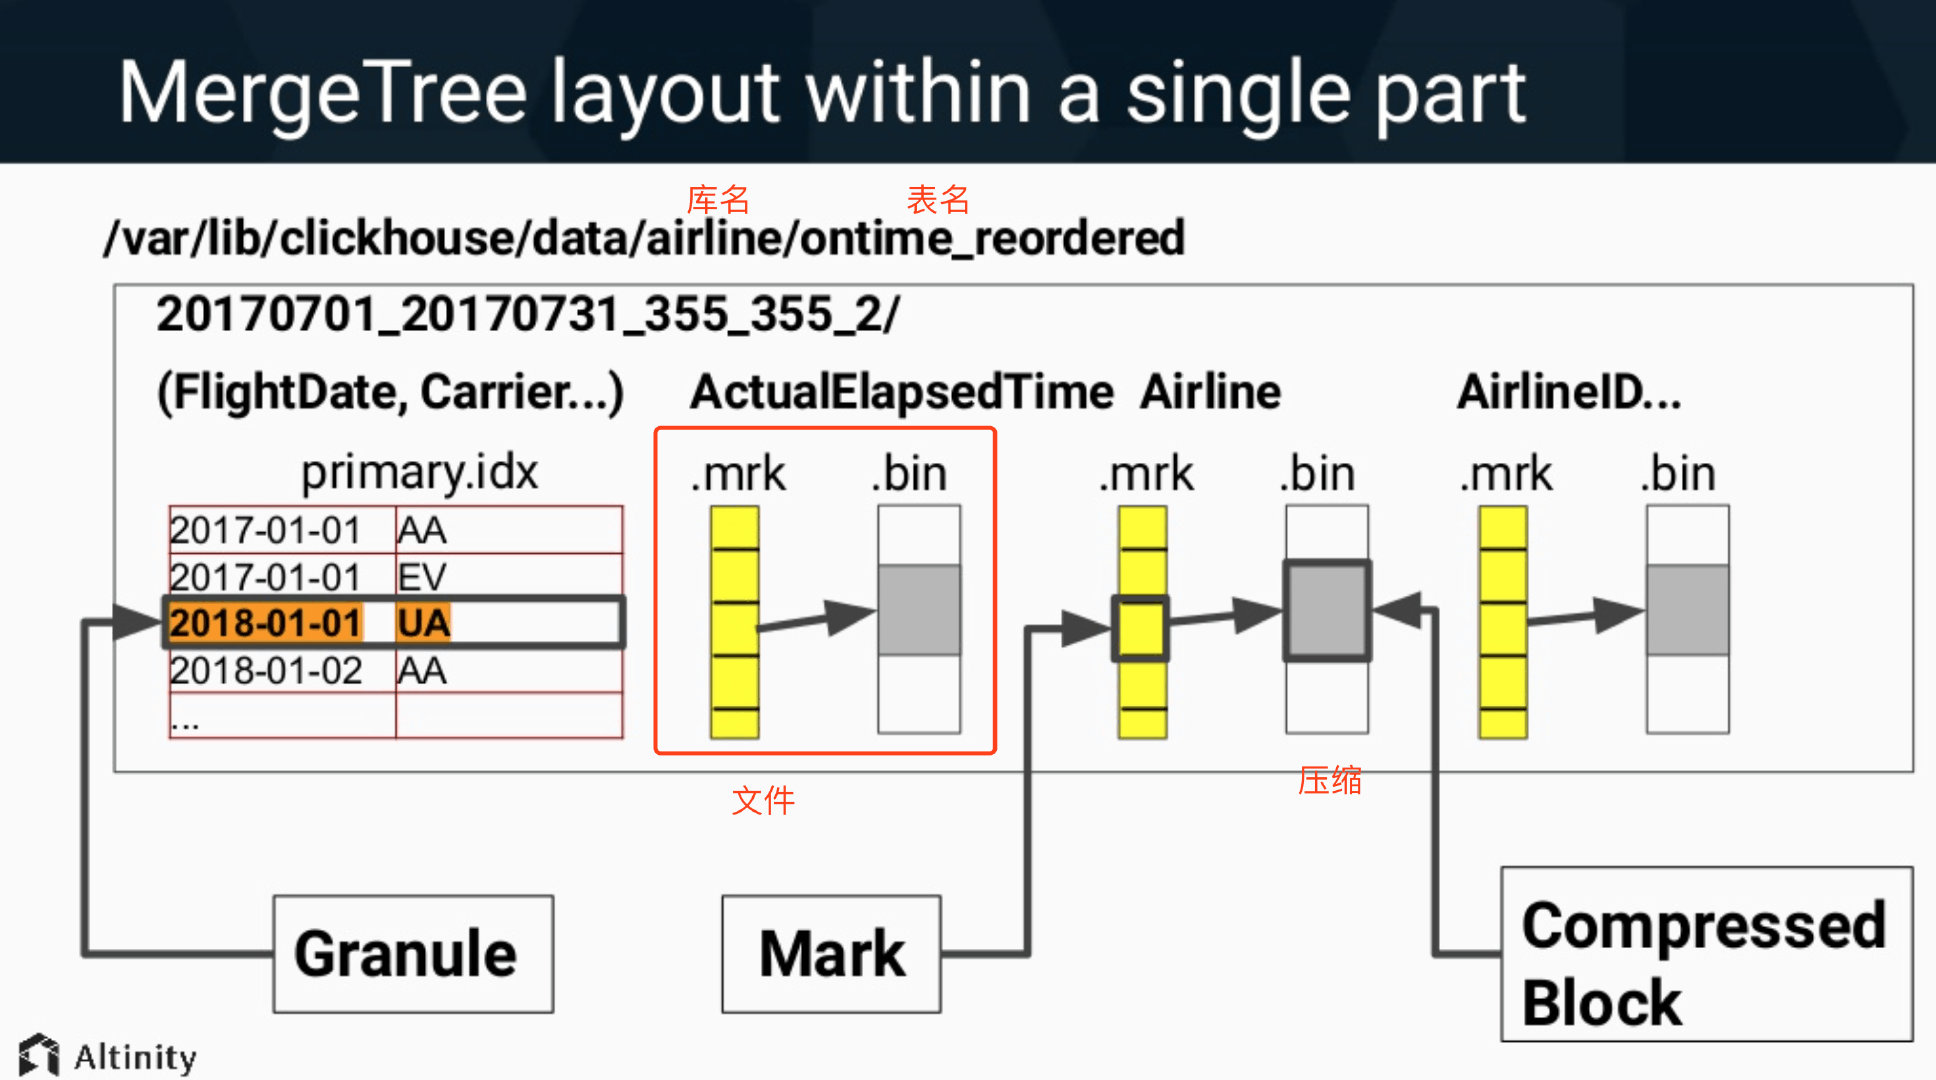 MergeTree layout within a single part
库名 表名
/var/lib/clickhouse/data/airline/ontime_reordered
20170701_20170731_355_355_2/
(FlightDate, Carrier...) ActualElapsedTime Airline AirlineID...
primary.idx .mrk .bin .mrk .bin .mrk .bin
2017-01-01 AA
2017-01-01 EV
2018-01-01 UA
2018-01-02 AA
...
文件 压缩
Granule Mark Compressed
Block
Altinity